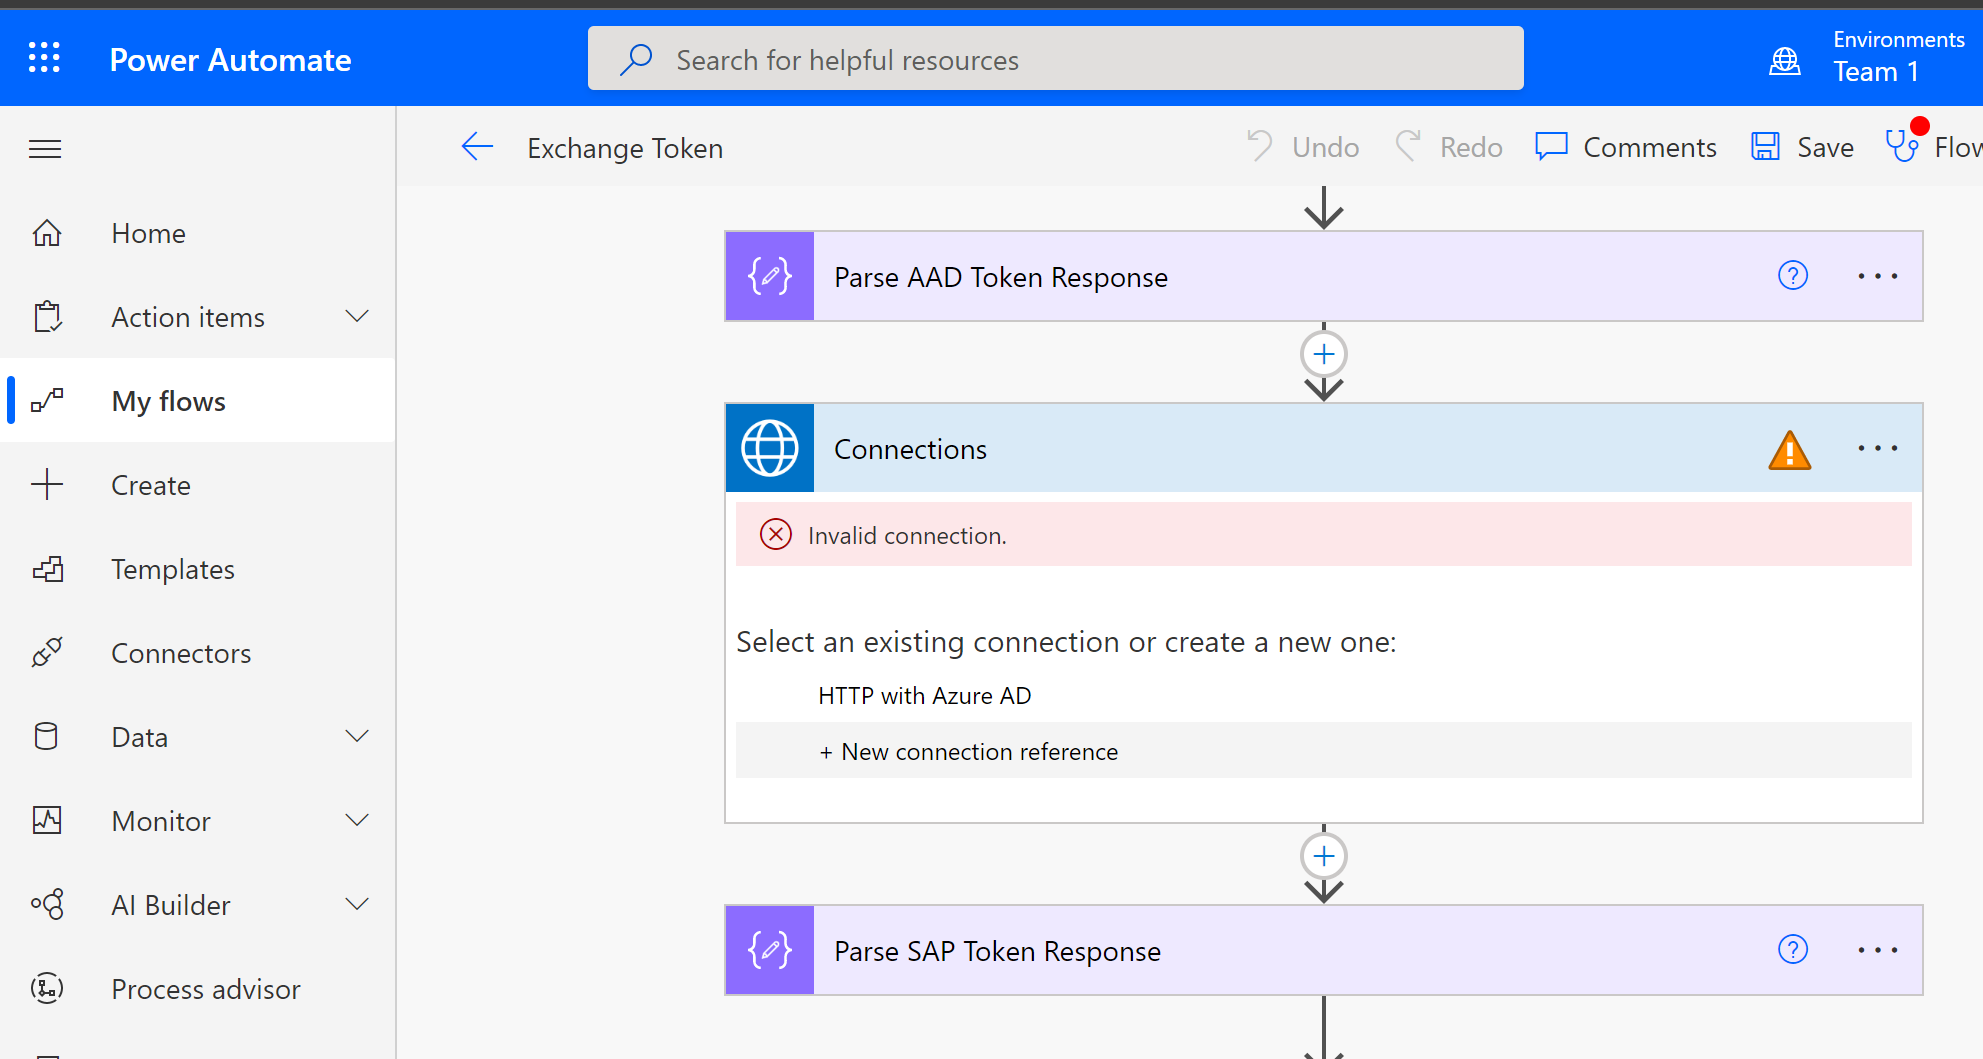 Power Automate
Search for helpful resources
Environments
Team 1
Exchange Token
Undo
Redo
Comments
Save
Flow
Home
Action items
My flows
Create
Templates
Connectors
Data
Monitor
AI Builder
Process advisor
Parse AAD Token Response
Connections
Invalid connection.
Select an existing connection or create a new one:
HTTP with Azure AD
+ New connection reference
Parse SAP Token Response